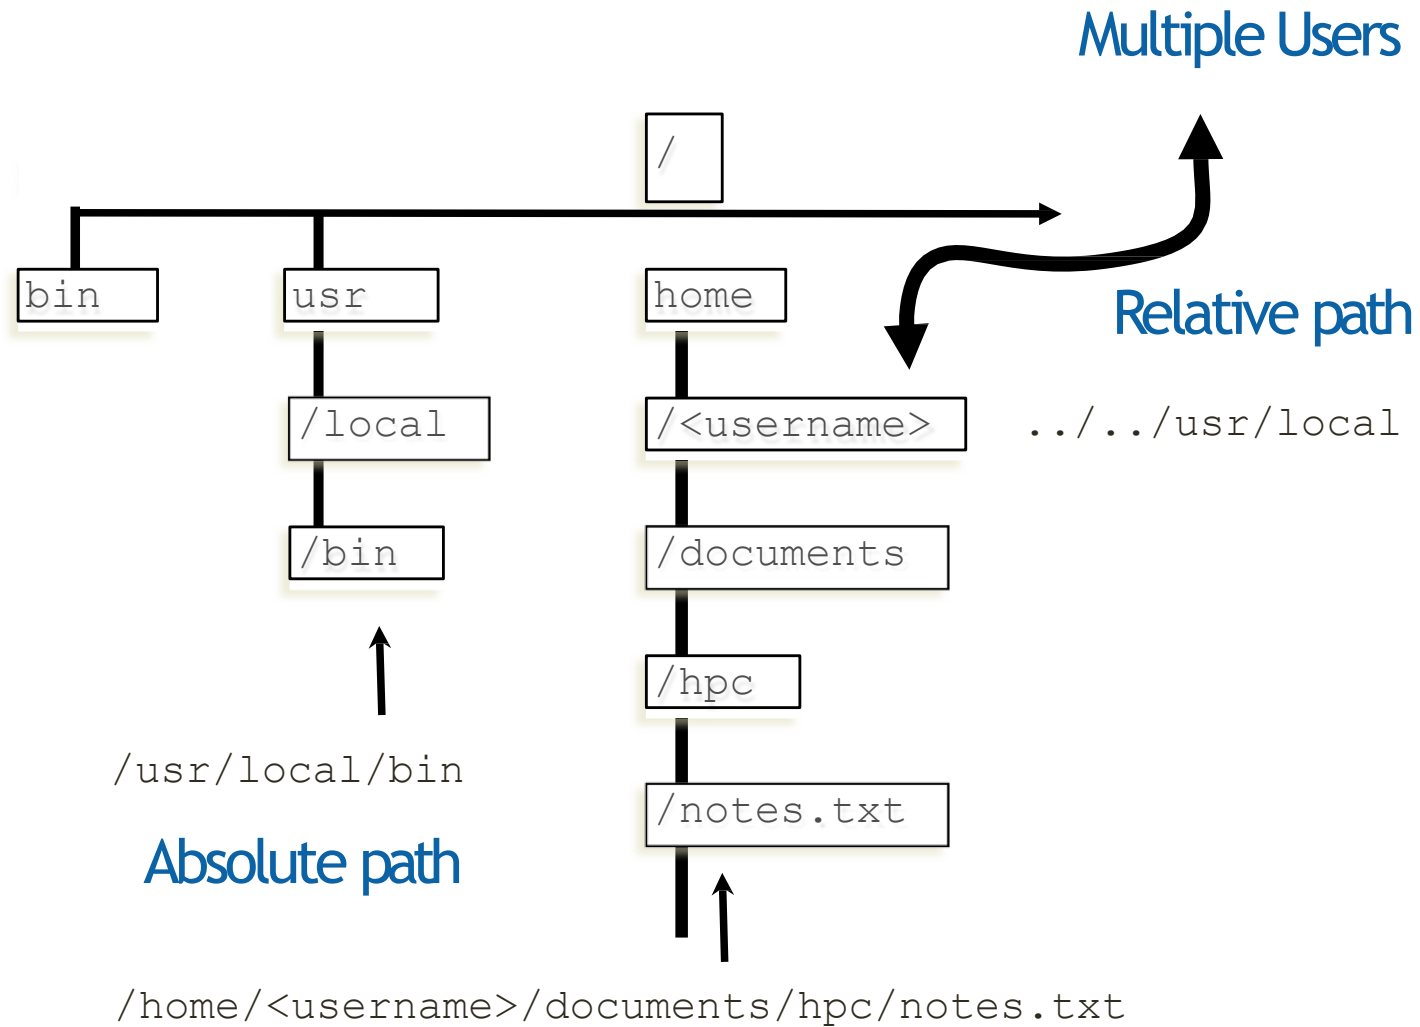 Multiple Users
/
bin
usr
home
Relative path
/local
/<username>
../../usr/local
/bin
/documents
/hpc
/usr/local/bin
/notes.txt
Absolute path
/home/<username>/documents/hpc/notes.txt